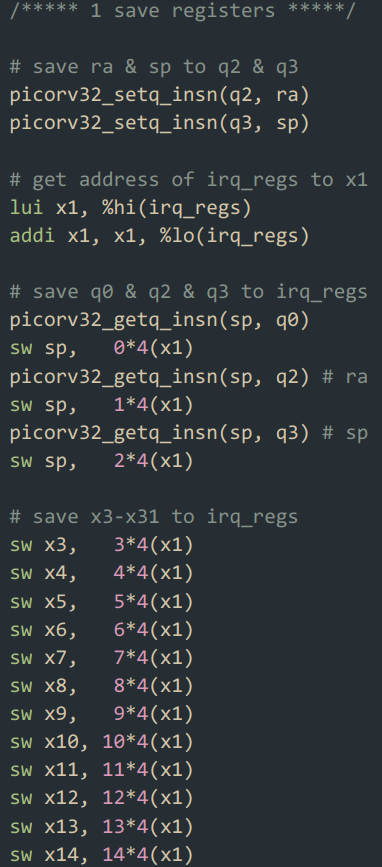 /***** 1 save registers *****/
# save ra & sp to q2 & q3
picorv32_setq_insn(q2, ra)
picorv32_setq_insn(q3, sp)
# get address of irq_regs to x1
lui x1, %hi(irq_regs)
addi x1, x1, %lo(irq_regs)
# save q0 & q2 & q3 to irq_regs
picorv32_getq_insn(sp, q0)
sw sp,   0*4(x1)
picorv32_getq_insn(sp, q2) # ra
sw sp,   1*4(x1)
picorv32_getq_insn(sp, q3) # sp
sw sp,   2*4(x1)
# save x3-x31 to irq_regs
sw x3,   3*4(x1)
sw x4,   4*4(x1)
sw x5,   5*4(x1)
sw x6,   6*4(x1)
sw x7,   7*4(x1)
sw x8,   8*4(x1)
sw x9,   9*4(x1)
sw x10, 10*4(x1)
sw x11, 11*4(x1)
sw x12, 12*4(x1)
sw x13, 13*4(x1)
sw x14, 14*4(x1)